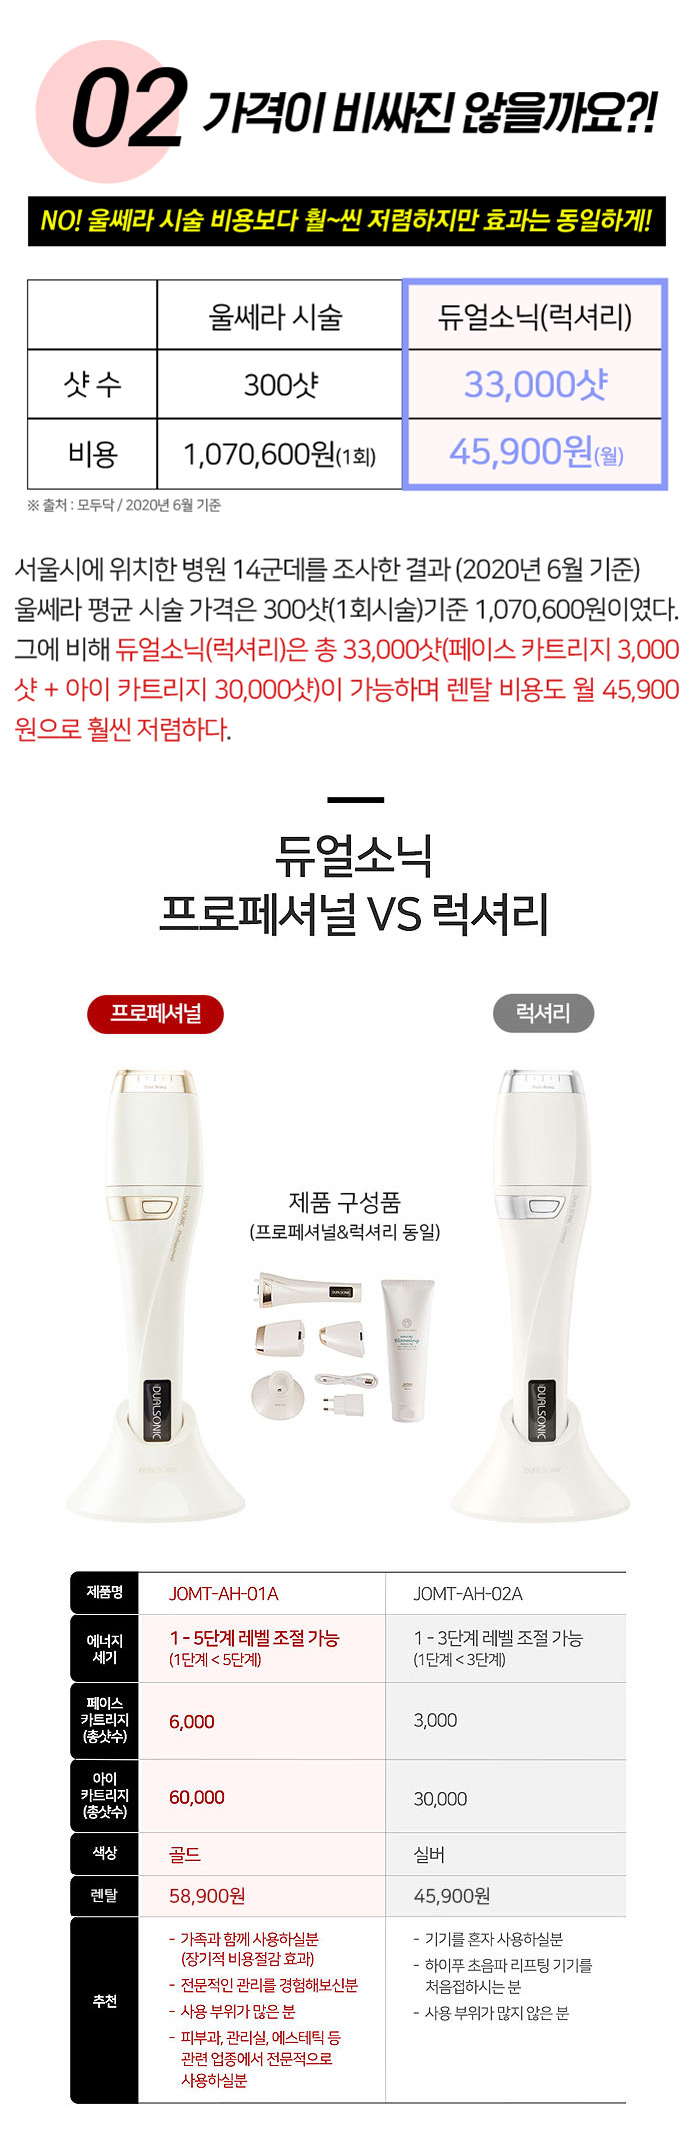 02 가격이 비싸진 않을까요?!
NO! 울쎄라 시술 비용보다 훨~씬 저렴하지만 효과는 동일하게!
울쎄라 시술 듀얼소닉(럭셔리)
샷 수 300샷 33,000샷
비용 1,070,600원(1회) 45,900원(월)
※ 출처 : 모두닥 / 2020년 6월 기준
서울시에 위치한 병원 14군데를 조사한 결과 (2020년 6월 기준)
울쎄라 평균 시술 가격은 300샷(1회시술)기준 1,070,600원이였다.
그에 비해 듀얼소닉(럭셔리)은 총 33,000샷(페이스 카트리지 3,000
샷 + 아이 카트리지 30,000샷)이 가능하며 렌탈 비용도 월 45,900
원으로 훨씬 저렴하다.
듀얼소닉
프로페셔널 VS 럭셔리
프로페셔널 럭셔리
제품 구성품
(프로페셔널&럭셔리 동일)
DUALSONIC Professional
DUALSONIC
DUALSONIC
DUALSONIC
DUALSONIC
DUALSONIC
DUALSONIC
제품명 JOMT-AH-01A JOMT-AH-02A
에너지 세기
1 - 5단계 레벨 조절 가능
(1단계 < 5단계)
1 - 3단계 레벨 조절 가능
(1단계 < 3단계)
페이스
카트리지
(총샷수)
6,000 3,000
아이
카트리지
(총샷수)
60,000 30,000
색상 골드 실버
렌탈 58,900원 45,900원
추천
- 가족과 함께 사용하실분
(장기적 비용절감 효과)
- 전문적인 관리를 경험해보신분
- 사용 부위가 많은 분
- 피부과, 관리실, 에스테틱 등
관련 업종에서 전문적으로
사용하실분
- 기기를 혼자 사용하실분
- 하이푸 초음파 리프팅 기기를
처음접하시는 분
- 사용 부위가 많지 않은 분